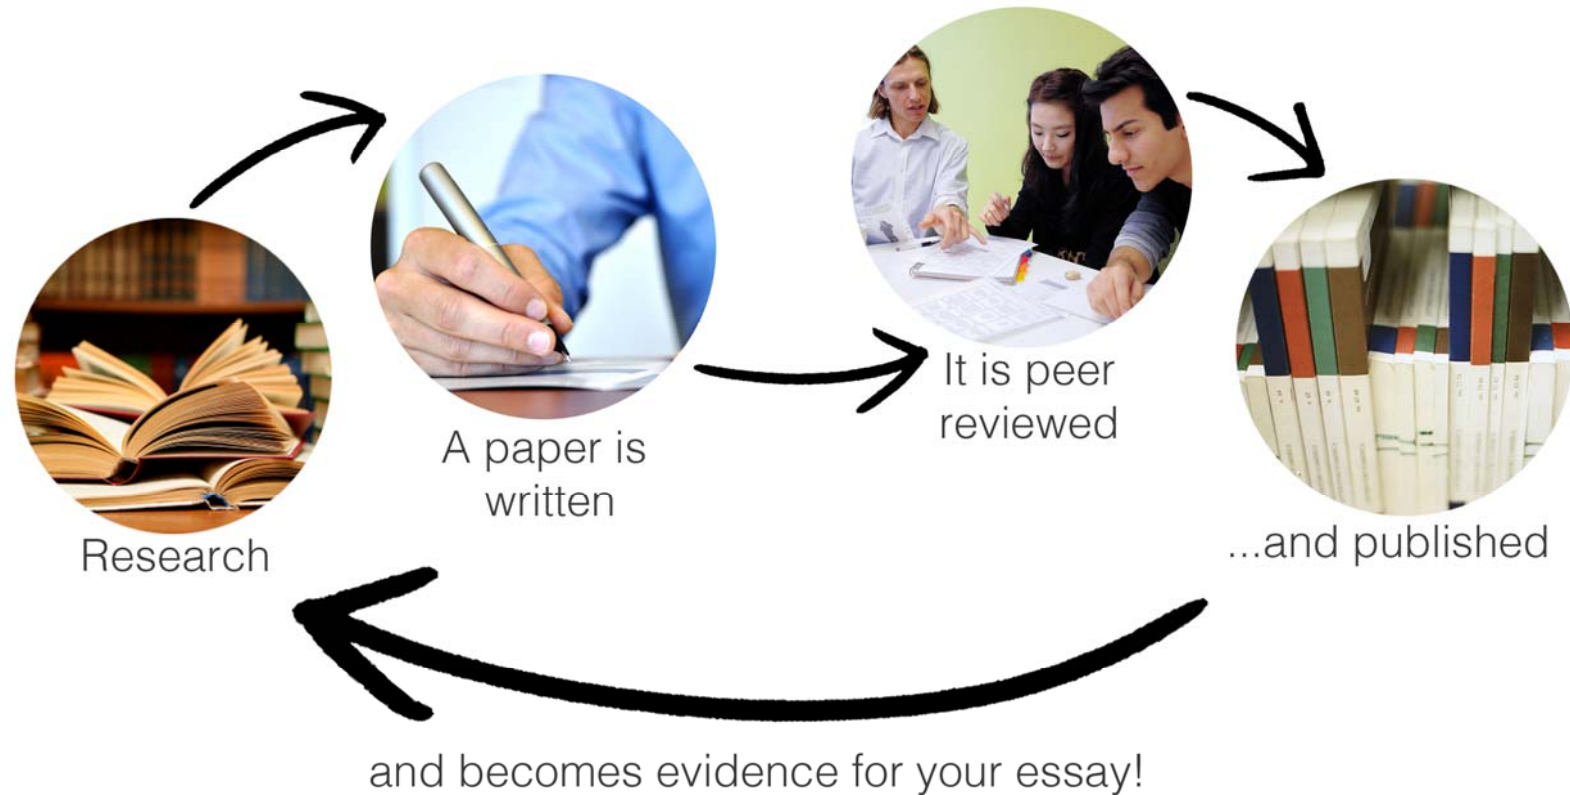 Research
A paper is
written
It is peer
reviewed
...and published
and becomes evidence for your essay!